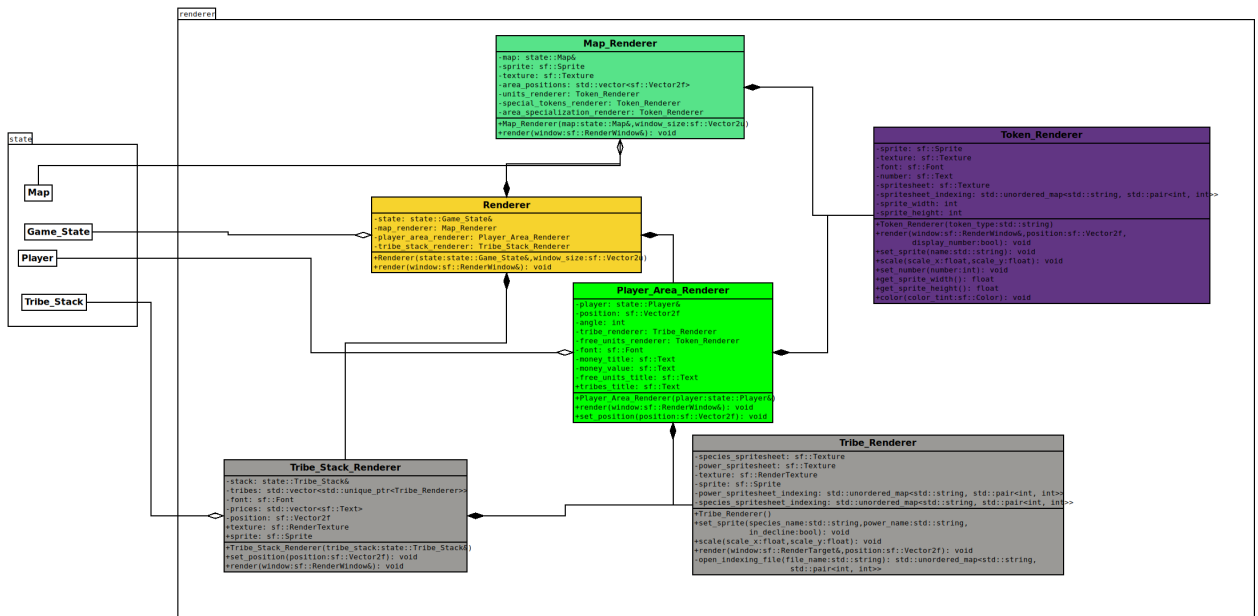 renderer
Map_Renderer
-map: state::Map&
-sprite: sf::Sprite
-texture: sf::Texture
-area_positions: std::vector<sf::Vector2f>
-units_renderer: Token_Renderer
-special_tokens_renderer: Token_Renderer
-area_specialization_renderer: Token_Renderer
+Map_Renderer(map:state::Map&,window_size:sf::Vector2u)
+render(window:sf::RenderWindow&): void
state
Map
Game_State
Player
Tribe_Stack
Token_Renderer
-sprite: sf::Sprite
-texture: sf::Texture
-font: sf::Font
-number: sf::Text
-spritesheet: sf::Texture
-spritesheet_indexing: std::unordered_map<std::string, std::pair<int, int>>
-sprite_width: int
-sprite_height: int
+Token_Renderer(token_type:std::string)
+render(window:sf::RenderWindow&,position:sf::Vector2f,
display_number:bool): void
+set_sprite(name:std::string): void
+scale(scale_x:float,scale_y:float): void
+set_number(number:int): void
+get_sprite_width(): float
+get_sprite_height(): float
+color(color_tint:sf::Color): void
Renderer
-state: state::Game_State&
-map_renderer: Map_Renderer
-player_area_renderer: Player_Area_Renderer
-tribe_stack_renderer: Tribe_Stack_Renderer
+Renderer(state:state::Game_State&,window_size:sf::Vector2u)
+render(window:sf::RenderWindow&): void
Player_Area_Renderer
-player: state::Player&
-position: sf::Vector2f
-angle: int
-tribe_renderer: Tribe_Renderer
-free_units_renderer: Token_Renderer
-font: sf::Font
-money_title: sf::Text
-money_value: sf::Text
-free_units_title: sf::Text
+tribes_title: sf::Text
+Player_Area_Renderer(player:state::Player&)
+render(window:sf::RenderWindow&): void
+set_position(position:sf::Vector2f): void
Tribe_Renderer
-species_spritesheet: sf::Texture
-power_spritesheet: sf::Texture
-texture: sf::RenderTexture
-sprite: sf::Sprite
-power_spritesheet_indexing: std::unordered_map<std::string, std::pair<int, int>>
-species_spritesheet_indexing: std::unordered_map<std::string, std::pair<int, int>>
+Tribe_Renderer()
+set_sprite(species_name:std::string,power_name:std::string,
in_decline:bool): void
+scale(scale_x:float,scale_y:float): void
+render(window:sf::RenderTarget&,position:sf::Vector2f): void
-open_indexing_file(file_name:std::string): std::unordered_map<std::string,
std::pair<int, int>>
Tribe_Stack_Renderer
-stack: state::Tribe_Stack&
-tribes: std::vector<std::unique_ptr<Tribe_Renderer>>
-font: sf::Font
-prices: std::vector<sf::Text>
-position: sf::Vector2f
+texture: sf::RenderTexture
+sprite: sf::Sprite
+Tribe_Stack_Renderer(tribe_stack:state::Tribe_Stack&)
+set_position(position:sf::Vector2f): void
+render(window:sf::RenderWindow&): void